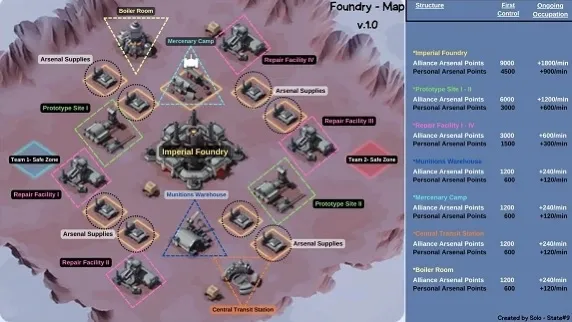 Foundry - Map
v.1.0
Boiler Room
Mercenary Camp
Repair Facility IV
Arsenal Supplies
Arsenal Supplies
Prototype Site I
Repair Facility III
Imperial Foundry
Team 1- Safe Zone
Team 2- Safe Zone
Repair Facility I
Munitions Warehouse
Prototype Site II
Arsenal Supplies
Arsenal Supplies
Repair Facility II
Central Transit Station
Structure First Control Ongoing Occupation
*Imperial Foundry
Alliance Arsenal Points 9000 +1800/min
Personal Arsenal Points 4500 +900/min
*Prototype Site I - II
Alliance Arsenal Points 6000 +1200/min
Personal Arsenal Points 3000 +600/min
*Repair Facility I - IV
Alliance Arsenal Points 3000 +600/min
Personal Arsenal Points 1500 +300/min
*Munitions Warehouse
Alliance Arsenal Points 1200 +240/min
Personal Arsenal Points 600 +120/min
*Mercenary Camp
Alliance Arsenal Points 1200 +240/min
Personal Arsenal Points 600 +120/min
*Central Transit Station
Alliance Arsenal Points 1200 +240/min
Personal Arsenal Points 600 +120/min
*Boiler Room
Alliance Arsenal Points 1200 +240/min
Personal Arsenal Points 600 +120/min
Created by Solo - State#9